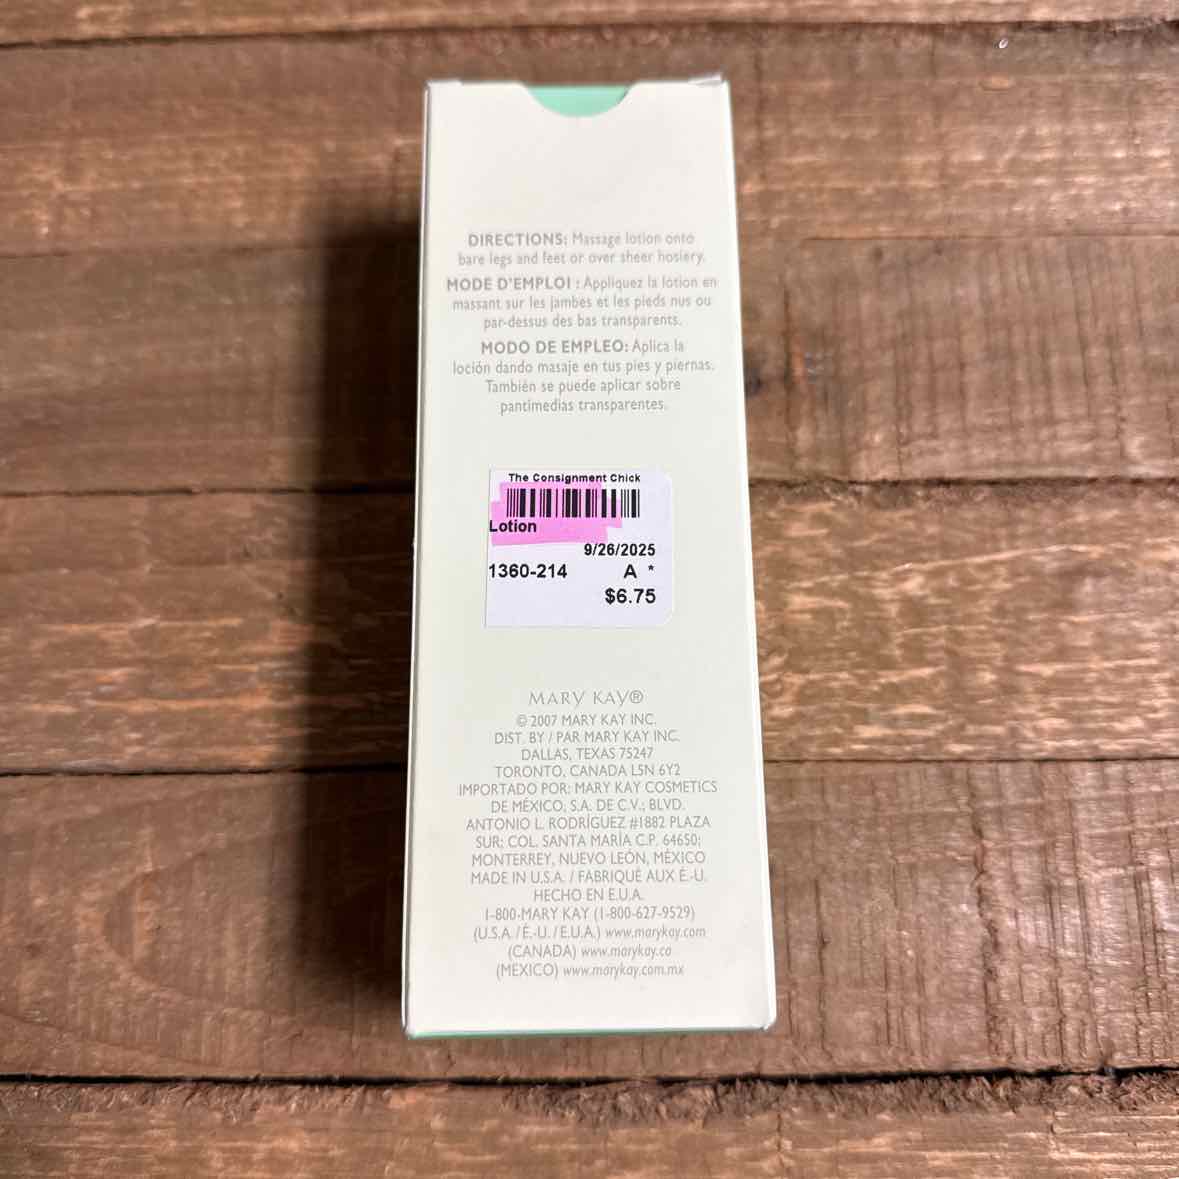 DIRECTIONS: Massage lotion onto
bare legs and feet or over sheer hosiery.
MODE D'EMPLOI : Appliquez la lotion en
massant sur les jambes et les pieds nus ou
par-dessus des bas transparents.
MODO DE EMPLEO: Aplica la
loción dando masaje en tus pies y piernas.
También se puede aplicar sobre
pantimedias transparentes.
The Consignment Chick
Lotion
9/26/2025
1360-214 A *
$6.75
MARY KAY®
© 2007 MARY KAY INC.
DIST. BY / PAR MARY KAY INC.
DALLAS, TEXAS 75247
TORONTO, CANADA L5N 6Y2
IMPORTADO POR: MARY KAY COSMETICS
DE MÉXICO, S.A. DE C.V.; BLVD.
ANTONIO L. RODRÍGUEZ #1882 PLAZA
SUR; COL. SANTA MARÍA C.P. 64650;
MONTERREY, NUEVO LEÓN, MÉXICO
MADE IN U.S.A. / FABRIQUÉ AUX É.-U.
HECHO EN E.U.A.
1-800-MARY KAY (1-800-627-9529)
(U.S.A. / É.-U. / E.U.A.) www.marykay.com
(CANADA) www.marykay.ca
(MEXICO) www.marykay.com.mx